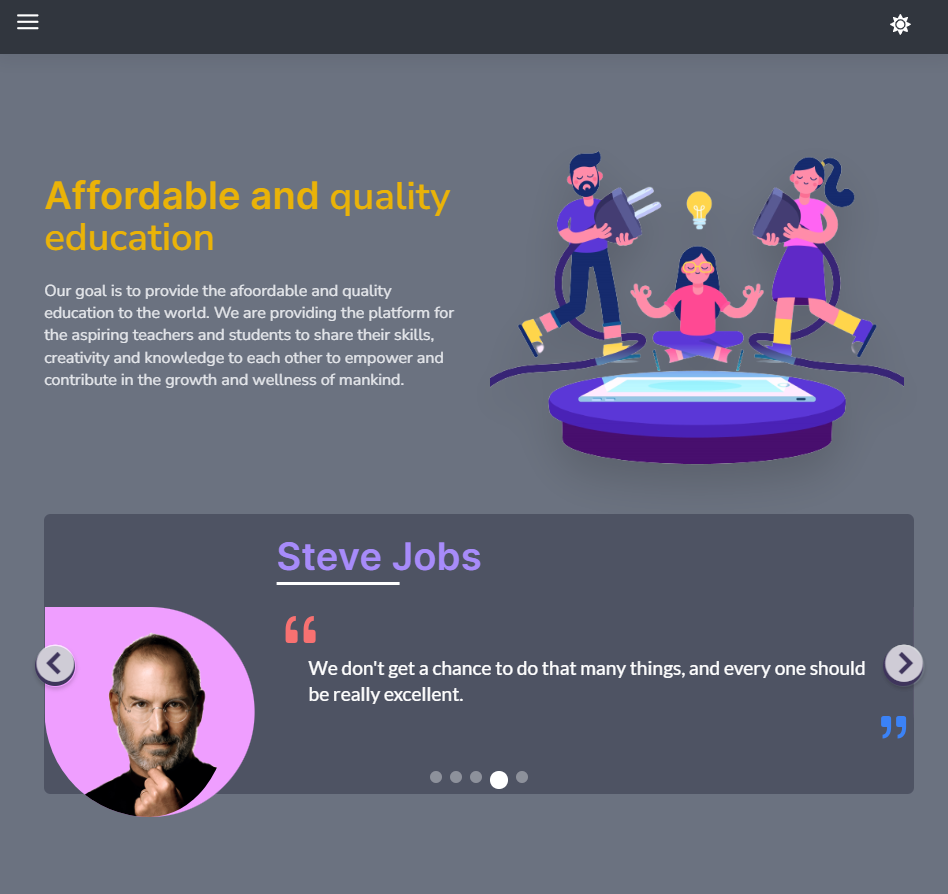 Affordable and quality
education
Our goal is to provide the afoordable and quality
education to the world. We are providing the platform for
the aspiring teachers and students to share their skills,
creativity and knowledge to each other to empower and
contribute in the growth and wellness of mankind.
Steve Jobs
“
We don't get a chance to do that many things, and every one should
be really excellent.
”